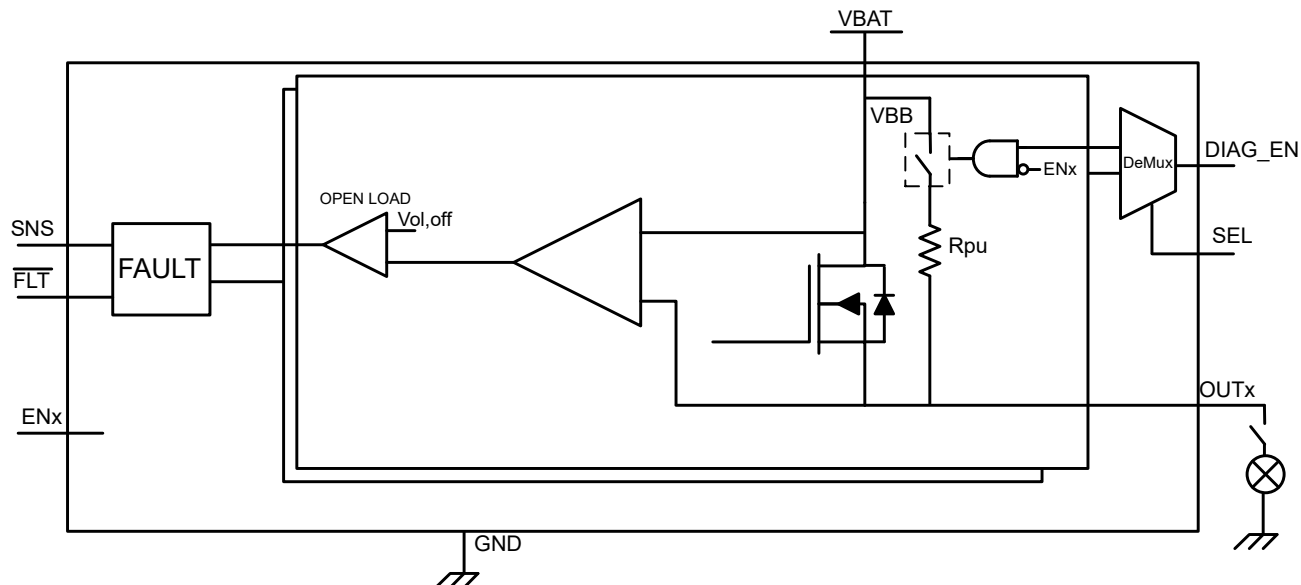 VBAT
VBB
DeMux
DIAG_EN
ENx
OPEN LOAD
Vol,off
SNS
FAULT
FLT
Rpu
SEL
ENx
OUTx
GND